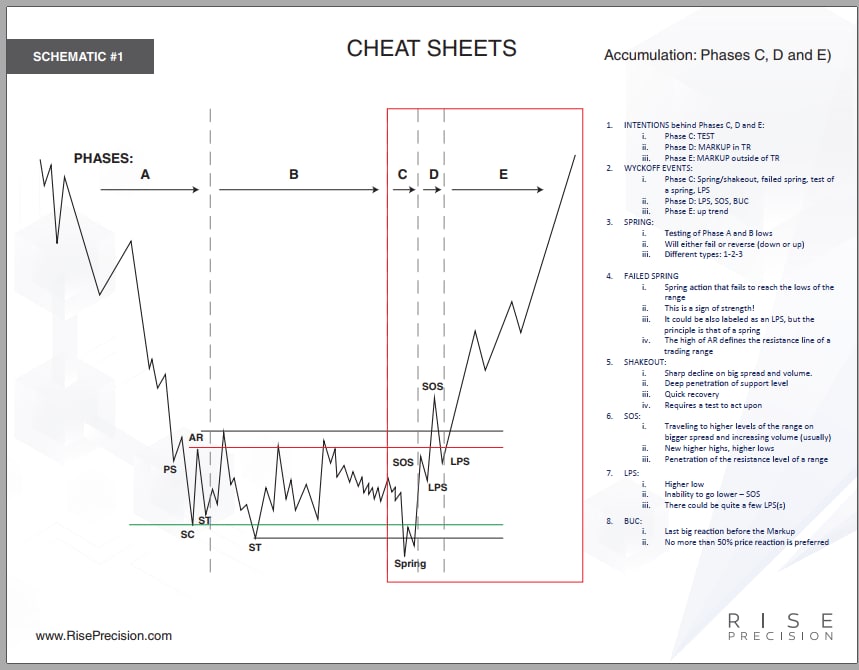 SCHEMATIC #1
CHEAT SHEETS
Accumulation: Phases C, D and E)
PHASES:
A
B
C
D
E
SOS
AR
PS
SOS
LPS
LPS
ST
SC
ST
Spring
1. INTENTIONS behind Phases C, D and E:
i. Phase C: TEST
ii. Phase D: MARKUP in TR
iii. Phase E: MARKUP outside of TR
2. WYCKOFF EVENTS:
i. Phase C: Spring/shakeout, failed spring, test of
a spring, LPS
ii. Phase D: LPS, SOS, BUC
iii. Phase E: up trend
3. SPRING:
i. Testing of Phase A and B lows
ii. Will either fail or reverse (down or up)
iii. Different types: 1-2-3
4. FAILED SPRING
i. Spring action that fails to reach the lows of the
range
ii. This is a sign of strength!
iii. It could be also labeled as an LPS, but the
principle is that of a spring
iv. The high of AR defines the resistance line of a
trading range
5. SHAKEOUT:
i. Sharp decline on big spread and volume.
ii. Deep penetration of support level
iii. Quick recovery
iv. Requires a test to act upon
6. SOS:
i. Traveling to higher levels of the range on
bigger spread and increasing volume (usually)
ii. New higher highs, higher lows
iii. Penetration of the resistance level of a range
7. LPS:
i. Higher low
ii. Inability to go lower – SOS
iii. There could be quite a few LPS(s)
8. BUC:
i. Last big reaction before the Markup
ii. No more than 50% price reaction is preferred
www.RisePrecision.com
RISE
PRECISION